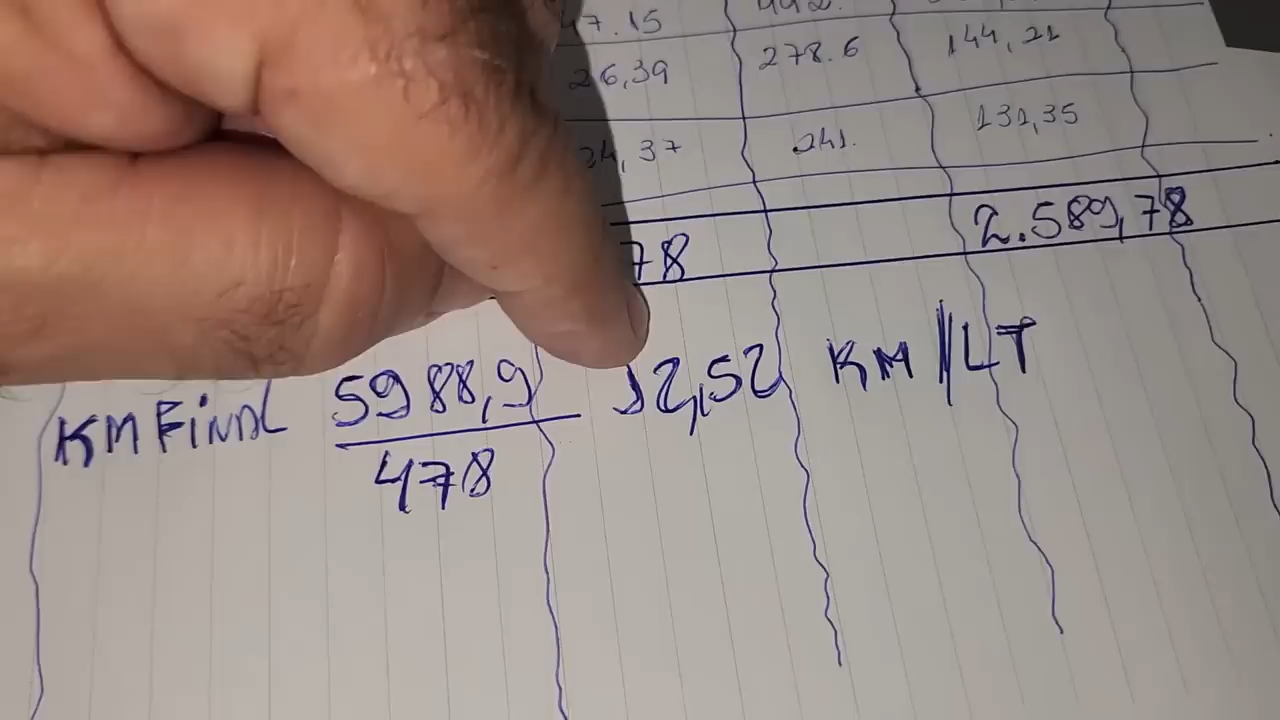 47.15
26,39 278.6 144,21
24,37 241. 131,35
78 2.589,78
KM FiNAL 5988,9 12,52 KM/LT
478